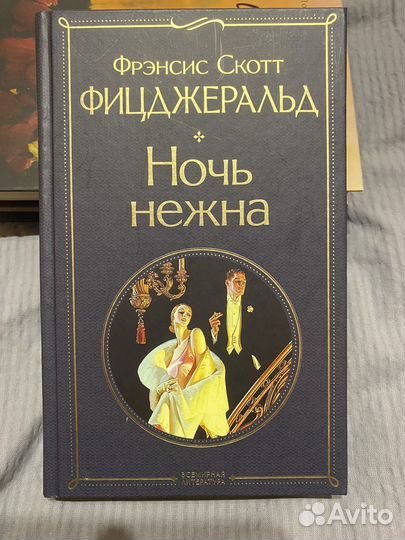 Фрэнсис Скотт
ФИЦДЖЕРАЛЬД
Ночь
нежна
ВСЕМИРНАЯ
ЛИТЕРАТУРА
Avito